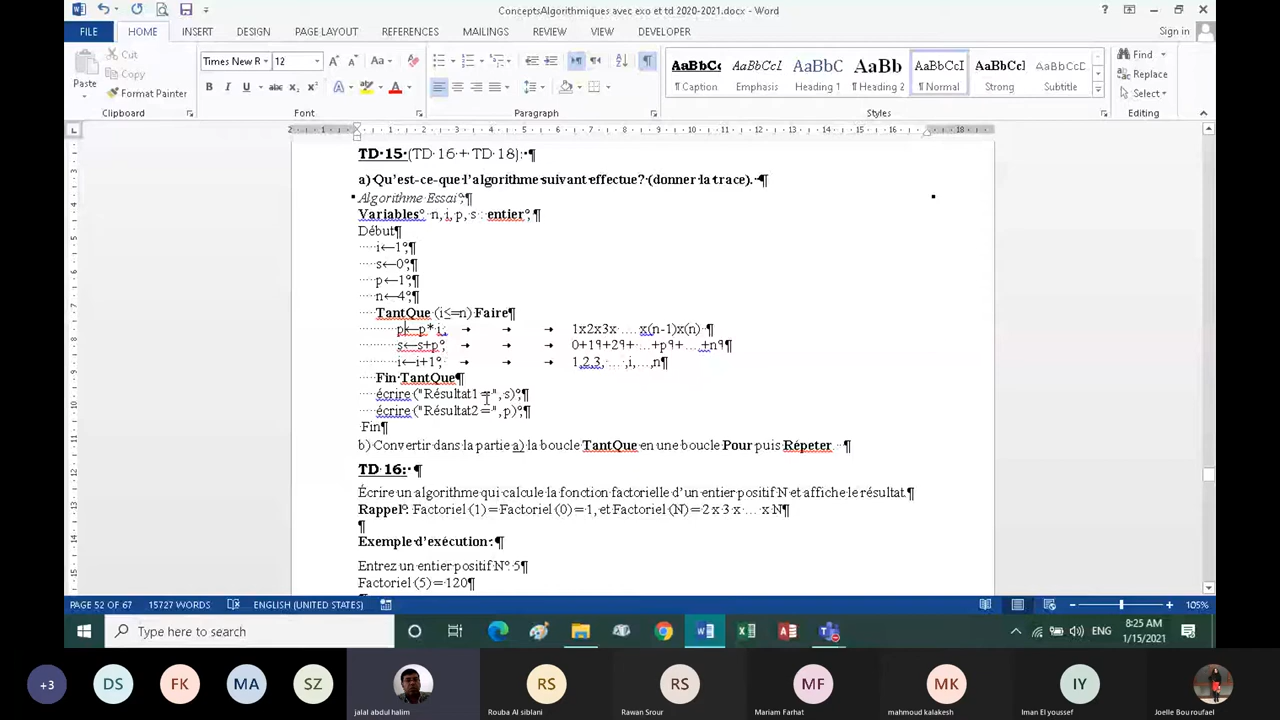 ConceptsAlgorithmiques avec exo et td 2020-2021.docx - Word
FILE HOME INSERT DESIGN PAGE LAYOUT REFERENCES MAILINGS REVIEW VIEW DEVELOPER Sign in
Paste Cut Copy Format Painter
Times New R 12
AaBbCc AaBbCcL AaBbCc AaBb AaBbCcI AaBbCcI AaBbCcI
¶ Caption Emphasis Heading 1 ¶ Heading 2 ¶ Normal Strong Subtitle
Find Replace Select
Clipboard Font Paragraph Styles Editing
TD 15 (TD 16 + TD 18): ¶
a) Qu'est-ce-que l'algorithme suivant effectue? (donner la trace). ¶
Algorithme Essai ;¶
Variables : n, i, p, s : entier ;¶
Début¶
i←1 ;¶
s←0 ;¶
p←1 ;¶
n←4 ;¶
TantQue (i<=n) Faire¶
p←p* i ; → → → 1x2x3x …. x(n-1)x(n) ¶
s←s+p ; → → → 0+1!+2!+ …+p!+ ….+n!¶
i←i+1 ; → → → 1,2,3, … ,i,…,n¶
Fin TantQue¶
écrire ("Résultat1 =", s) ;¶
écrire ("Résultat2 =", p) ;¶
Fin¶
b) Convertir dans la partie a) la boucle TantQue en une boucle Pour puis Répeter. ¶
TD 16: ¶
Écrire un algorithme qui calcule la fonction factorielle d'un entier positif N et affiche le résultat.¶
Rappel : Factoriel (1) = Factoriel (0) = 1, et Factoriel (N) = 2 x 3 x … x N¶
¶
Exemple d'exécution : ¶
Entrez un entier positif N : 5¶
Factoriel (5) = 120¶
PAGE 52 OF 67 15727 WORDS ENGLISH (UNITED STATES) 105%
Type here to search
ENG
8:25 AM
1/15/2021
+3 DS FK MA SZ RS RS MF MK IY
jalal abdul halim Rouba Al siblani Rawan Srour Mariam Farhat mahmoud kalakesh Iman El youssef Joelle Bou roufael